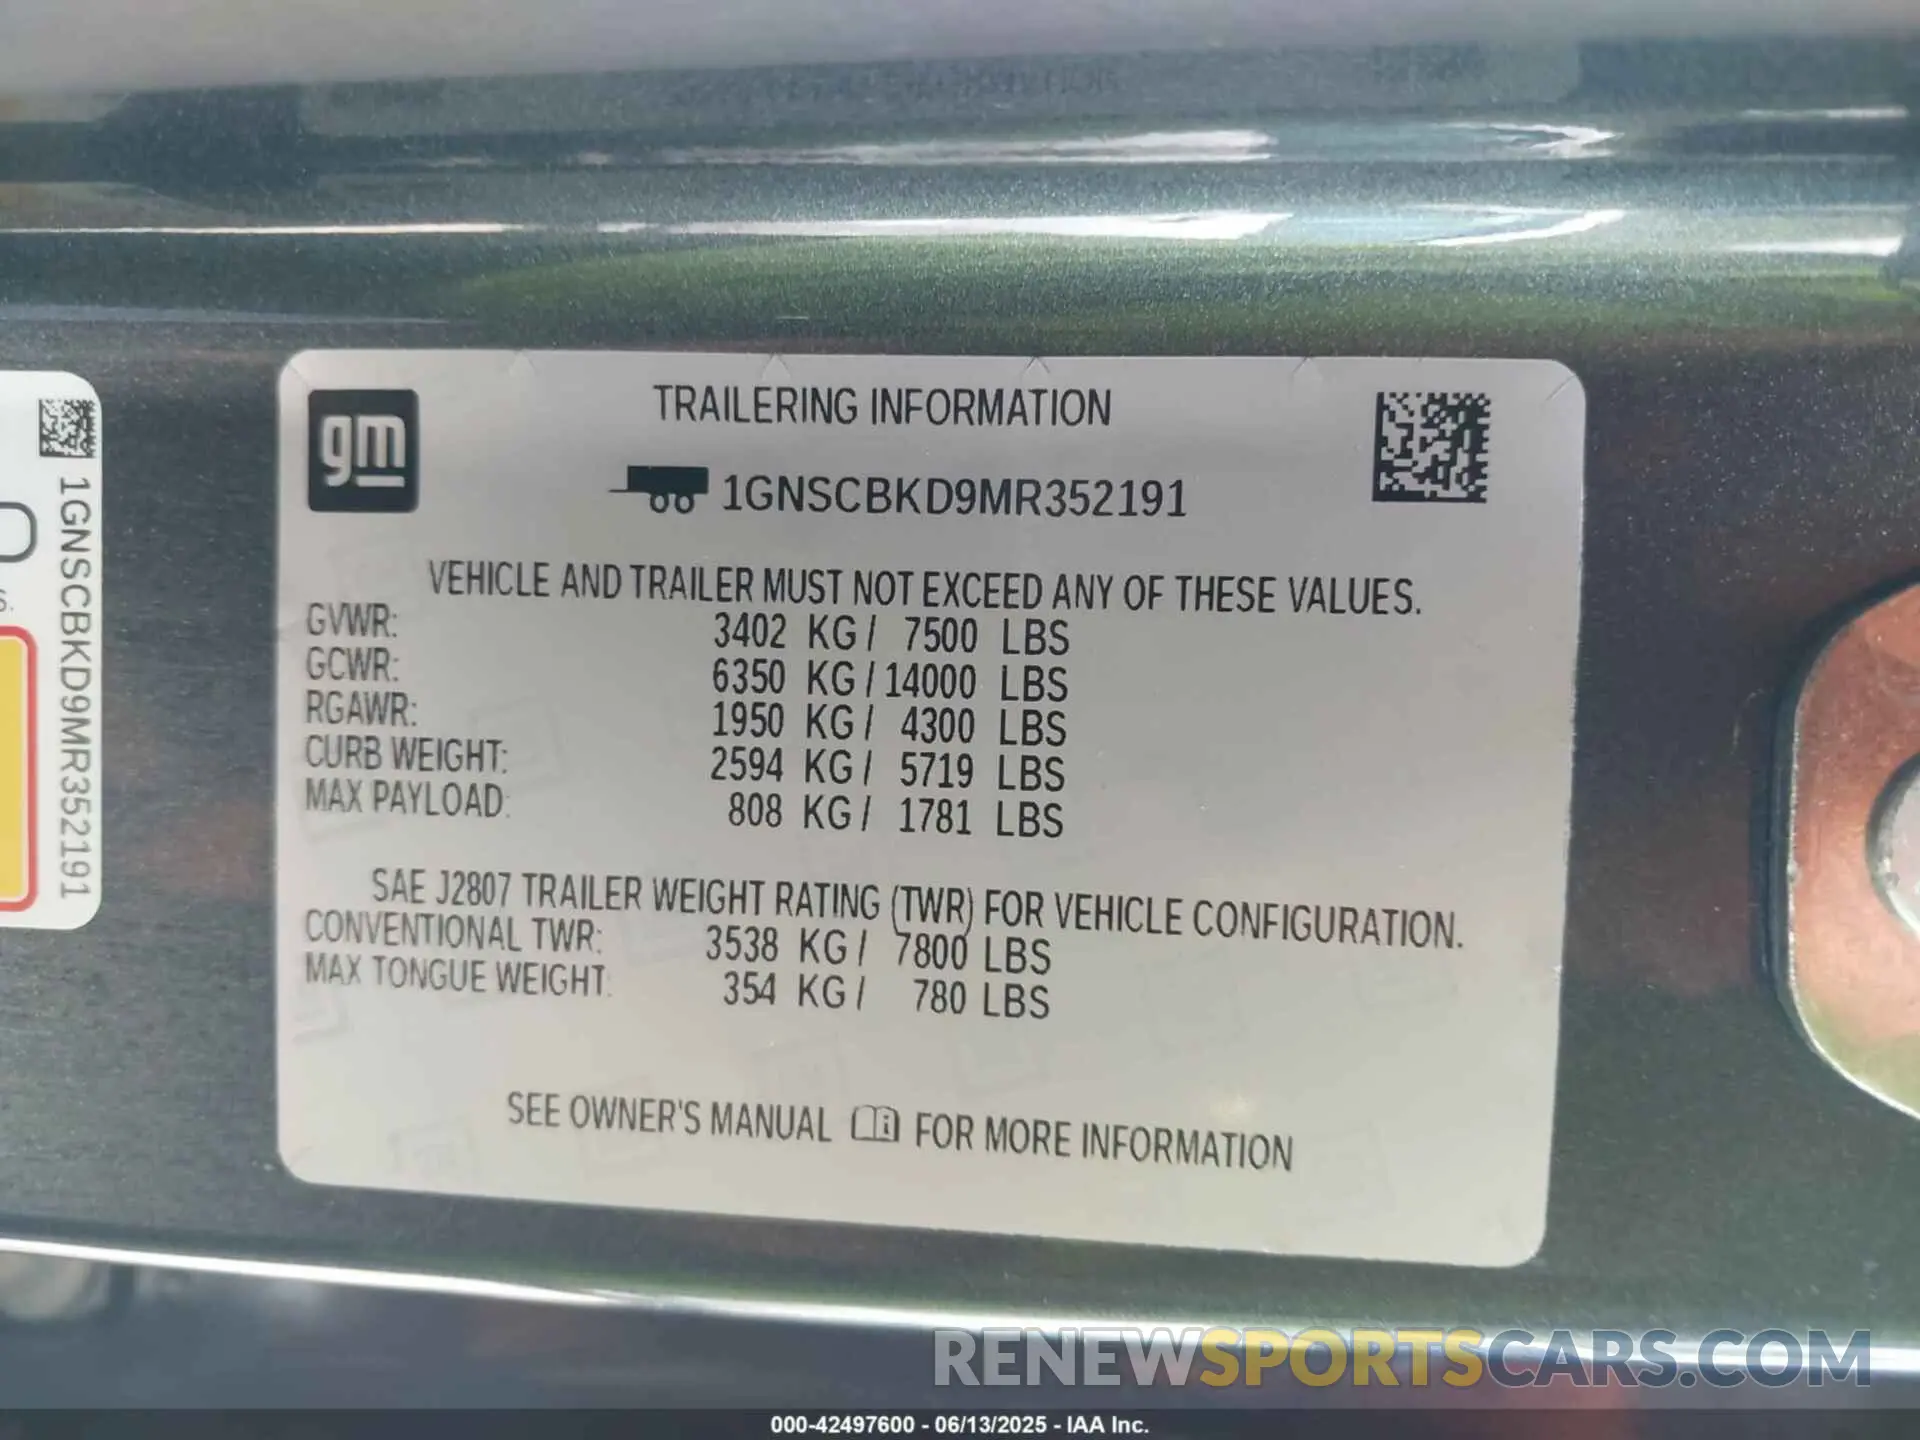 gm
TRAILERING INFORMATION
1GNSCBKD9MR352191
VEHICLE AND TRAILER MUST NOT EXCEED ANY OF THESE VALUES.
GVWR: 3402 KG / 7500 LBS
GCWR: 6350 KG / 14000 LBS
RGAWR: 1950 KG / 4300 LBS
CURB WEIGHT: 2594 KG / 5719 LBS
MAX PAYLOAD: 808 KG / 1781 LBS
SAE J2807 TRAILER WEIGHT RATING (TWR) FOR VEHICLE CONFIGURATION.
CONVENTIONAL TWR: 3538 KG / 7800 LBS
MAX TONGUE WEIGHT: 354 KG / 780 LBS
SEE OWNER'S MANUAL FOR MORE INFORMATION
1GNSCBKD9MR352191
RENEWSPORTSCARS.COM
000-42497600 - 06/13/2025 - IAA Inc.